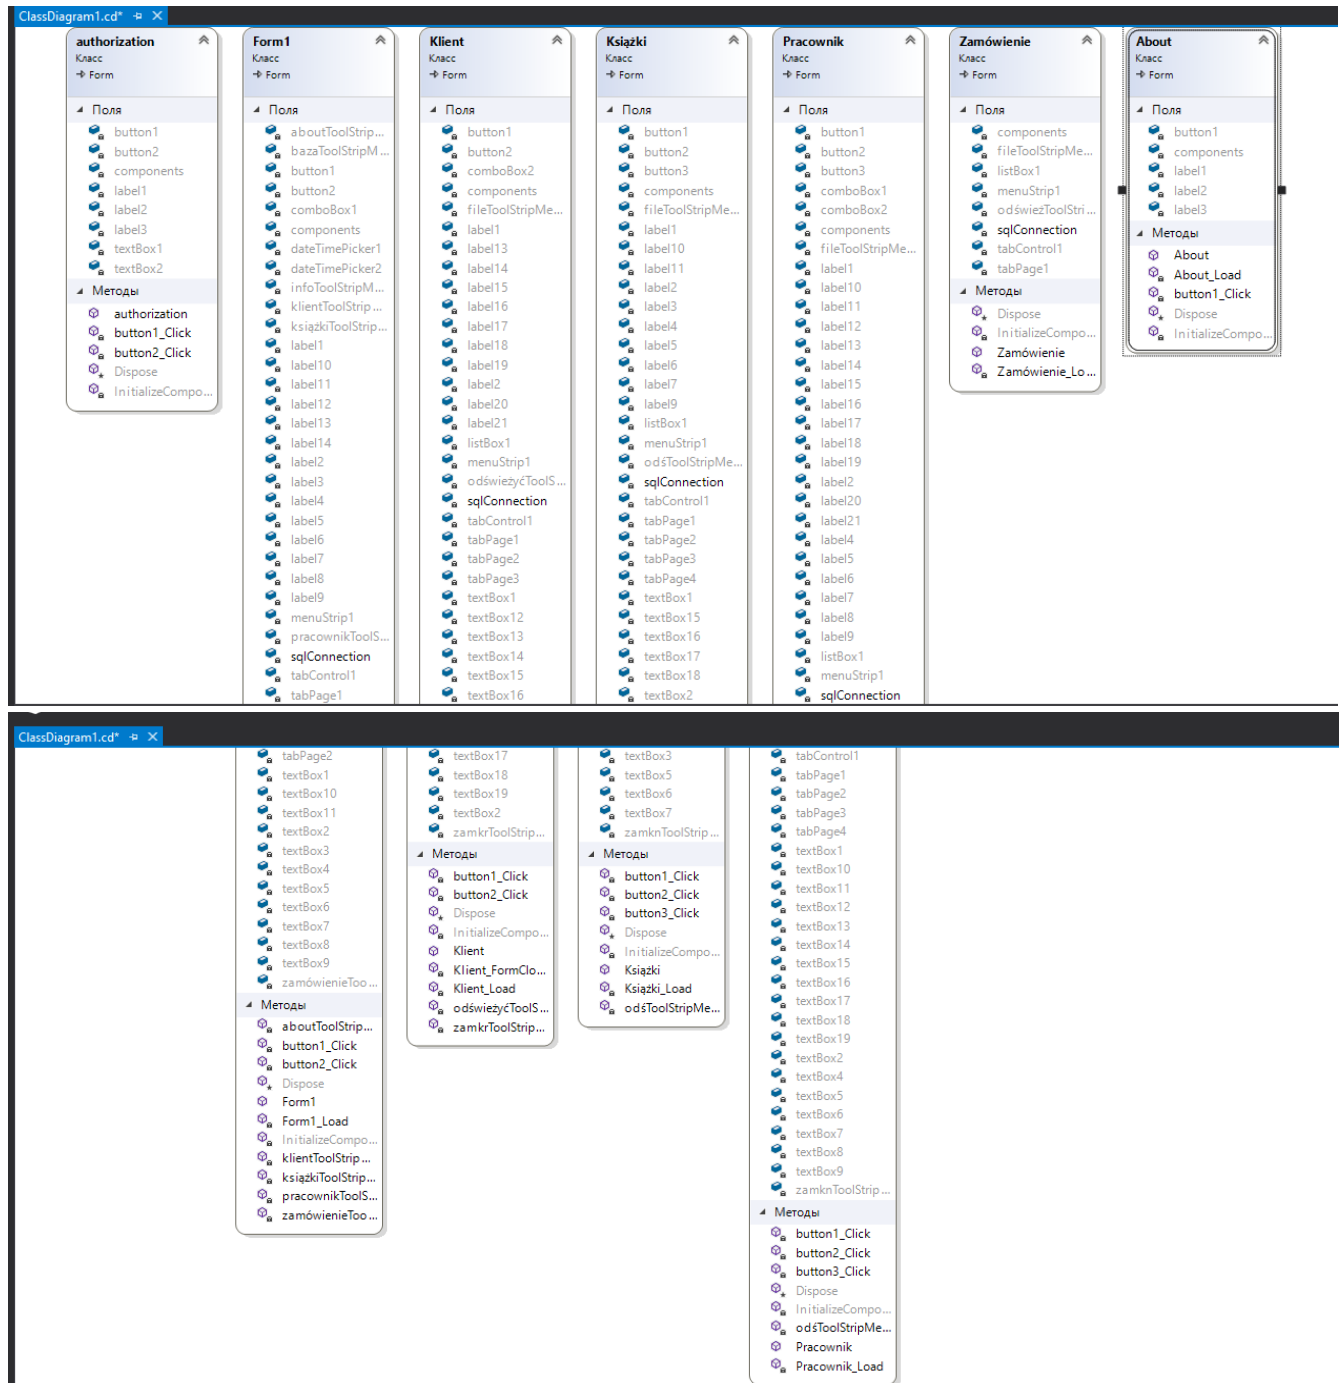 ClassDiagram1.cd*
authorization
Класс
Form
Поля
button1
button2
components
label1
label2
label3
textBox1
textBox2
Методы
authorization
button1_Click
button2_Click
Dispose
InitializeCompo...
Form1
Класс
Form
Поля
aboutToolStrip...
bazaToolStripM...
button1
button2
comboBox1
components
dateTimePicker1
dateTimePicker2
infoToolStripM...
klientToolStrip...
książkiToolStrip...
label1
label10
label11
label12
label13
label14
label2
label3
label4
label5
label6
label7
label8
label9
menuStrip1
pracownikToolS...
sqlConnection
tabControl1
tabPage1
Klient
Класс
Form
Поля
button1
button2
comboBox2
components
fileToolStripMe...
label1
label13
label14
label15
label16
label17
label18
label19
label2
label20
label21
listBox1
menuStrip1
odświeżyćToolS...
sqlConnection
tabControl1
tabPage1
tabPage2
tabPage3
textBox1
textBox12
textBox13
textBox14
textBox15
textBox16
Książki
Класс
Form
Поля
button1
button2
button3
components
fileToolStripMe...
label1
label10
label11
label2
label3
label4
label5
label6
label7
label9
listBox1
menuStrip1
odśToolStripMe...
sqlConnection
tabControl1
tabPage1
tabPage2
tabPage3
tabPage4
textBox1
textBox15
textBox16
textBox17
textBox18
textBox2
Pracownik
Класс
Form
Поля
button1
button2
button3
comboBox1
comboBox2
components
fileToolStripMe...
label1
label10
label11
label12
label13
label14
label15
label16
label17
label18
label19
label2
label20
label21
label4
label5
label6
label7
label8
label9
listBox1
menuStrip1
sqlConnection
Zamówienie
Класс
Form
Поля
components
fileToolStripMe...
listBox1
menuStrip1
odświeżToolStri...
sqlConnection
tabControl1
tabPage1
Методы
Dispose
InitializeCompo...
Zamówienie
Zamówienie_Lo...
About
Класс
Form
Поля
button1
components
label1
label2
label3
Методы
About
About_Load
button1_Click
Dispose
InitializeCompo...
ClassDiagram1.cd*
tabPage2
textBox1
textBox10
textBox11
textBox2
textBox3
textBox4
textBox5
textBox6
textBox7
textBox8
textBox9
zamówienieToo...
Методы
aboutToolStrip...
button1_Click
button2_Click
Dispose
Form1
Form1_Load
InitializeCompo...
klientToolStrip...
książkiToolStrip...
pracownikToolS...
zamówienieToo...
textBox17
textBox18
textBox19
textBox2
zamkrToolStrip...
Методы
button1_Click
button2_Click
Dispose
InitializeCompo...
Klient
Klient_FormClo...
Klient_Load
odświeżyćToolS...
zamkrToolStrip...
textBox3
textBox5
textBox6
textBox7
zamknToolStrip...
Методы
button1_Click
button2_Click
button3_Click
Dispose
InitializeCompo...
Książki
Książki_Load
odśToolStripMe...
tabControl1
tabPage1
tabPage2
tabPage3
tabPage4
textBox1
textBox10
textBox11
textBox12
textBox13
textBox14
textBox15
textBox16
textBox17
textBox18
textBox19
textBox2
textBox4
textBox5
textBox6
textBox7
textBox8
textBox9
zamknToolStrip...
Методы
button1_Click
button2_Click
button3_Click
Dispose
InitializeCompo...
odśToolStripMe...
Pracownik
Pracownik_Load